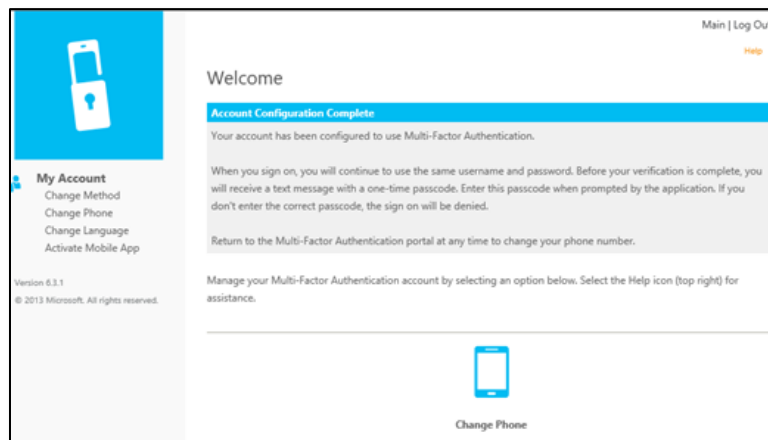 Main | Log Ou
Help
Welcome
Account Configuration Complete
Your account has been configured to use Multi-Factor Authentication.
When you sign on, you will continue to use the same username and password. Before your verification is complete, you
will receive a text message with a one-time passcode. Enter this passcode when prompted by the application. If you
don't enter the correct passcode, the sign on will be denied.
Return to the Multi-Factor Authentication portal at any time to change your phone number.
My Account
Change Method
Change Phone
Change Language
Activate Mobile App
Version 6.3.1
© 2013 Microsoft. All rights reserved.
Manage your Multi-Factor Authentication account by selecting an option below. Select the Help icon (top right) for
assistance.
Change Phone